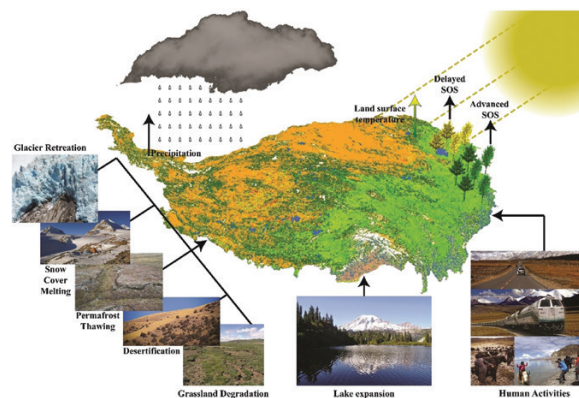 Delayed
SOS
Land surface
temperature
Advanced
SOS
Precipitation
Glacier Retreation
Snow
Cover
Melting
Permafrost
Thawing
Desertification
Grassland Degradation
Lake expansion
Human Activities